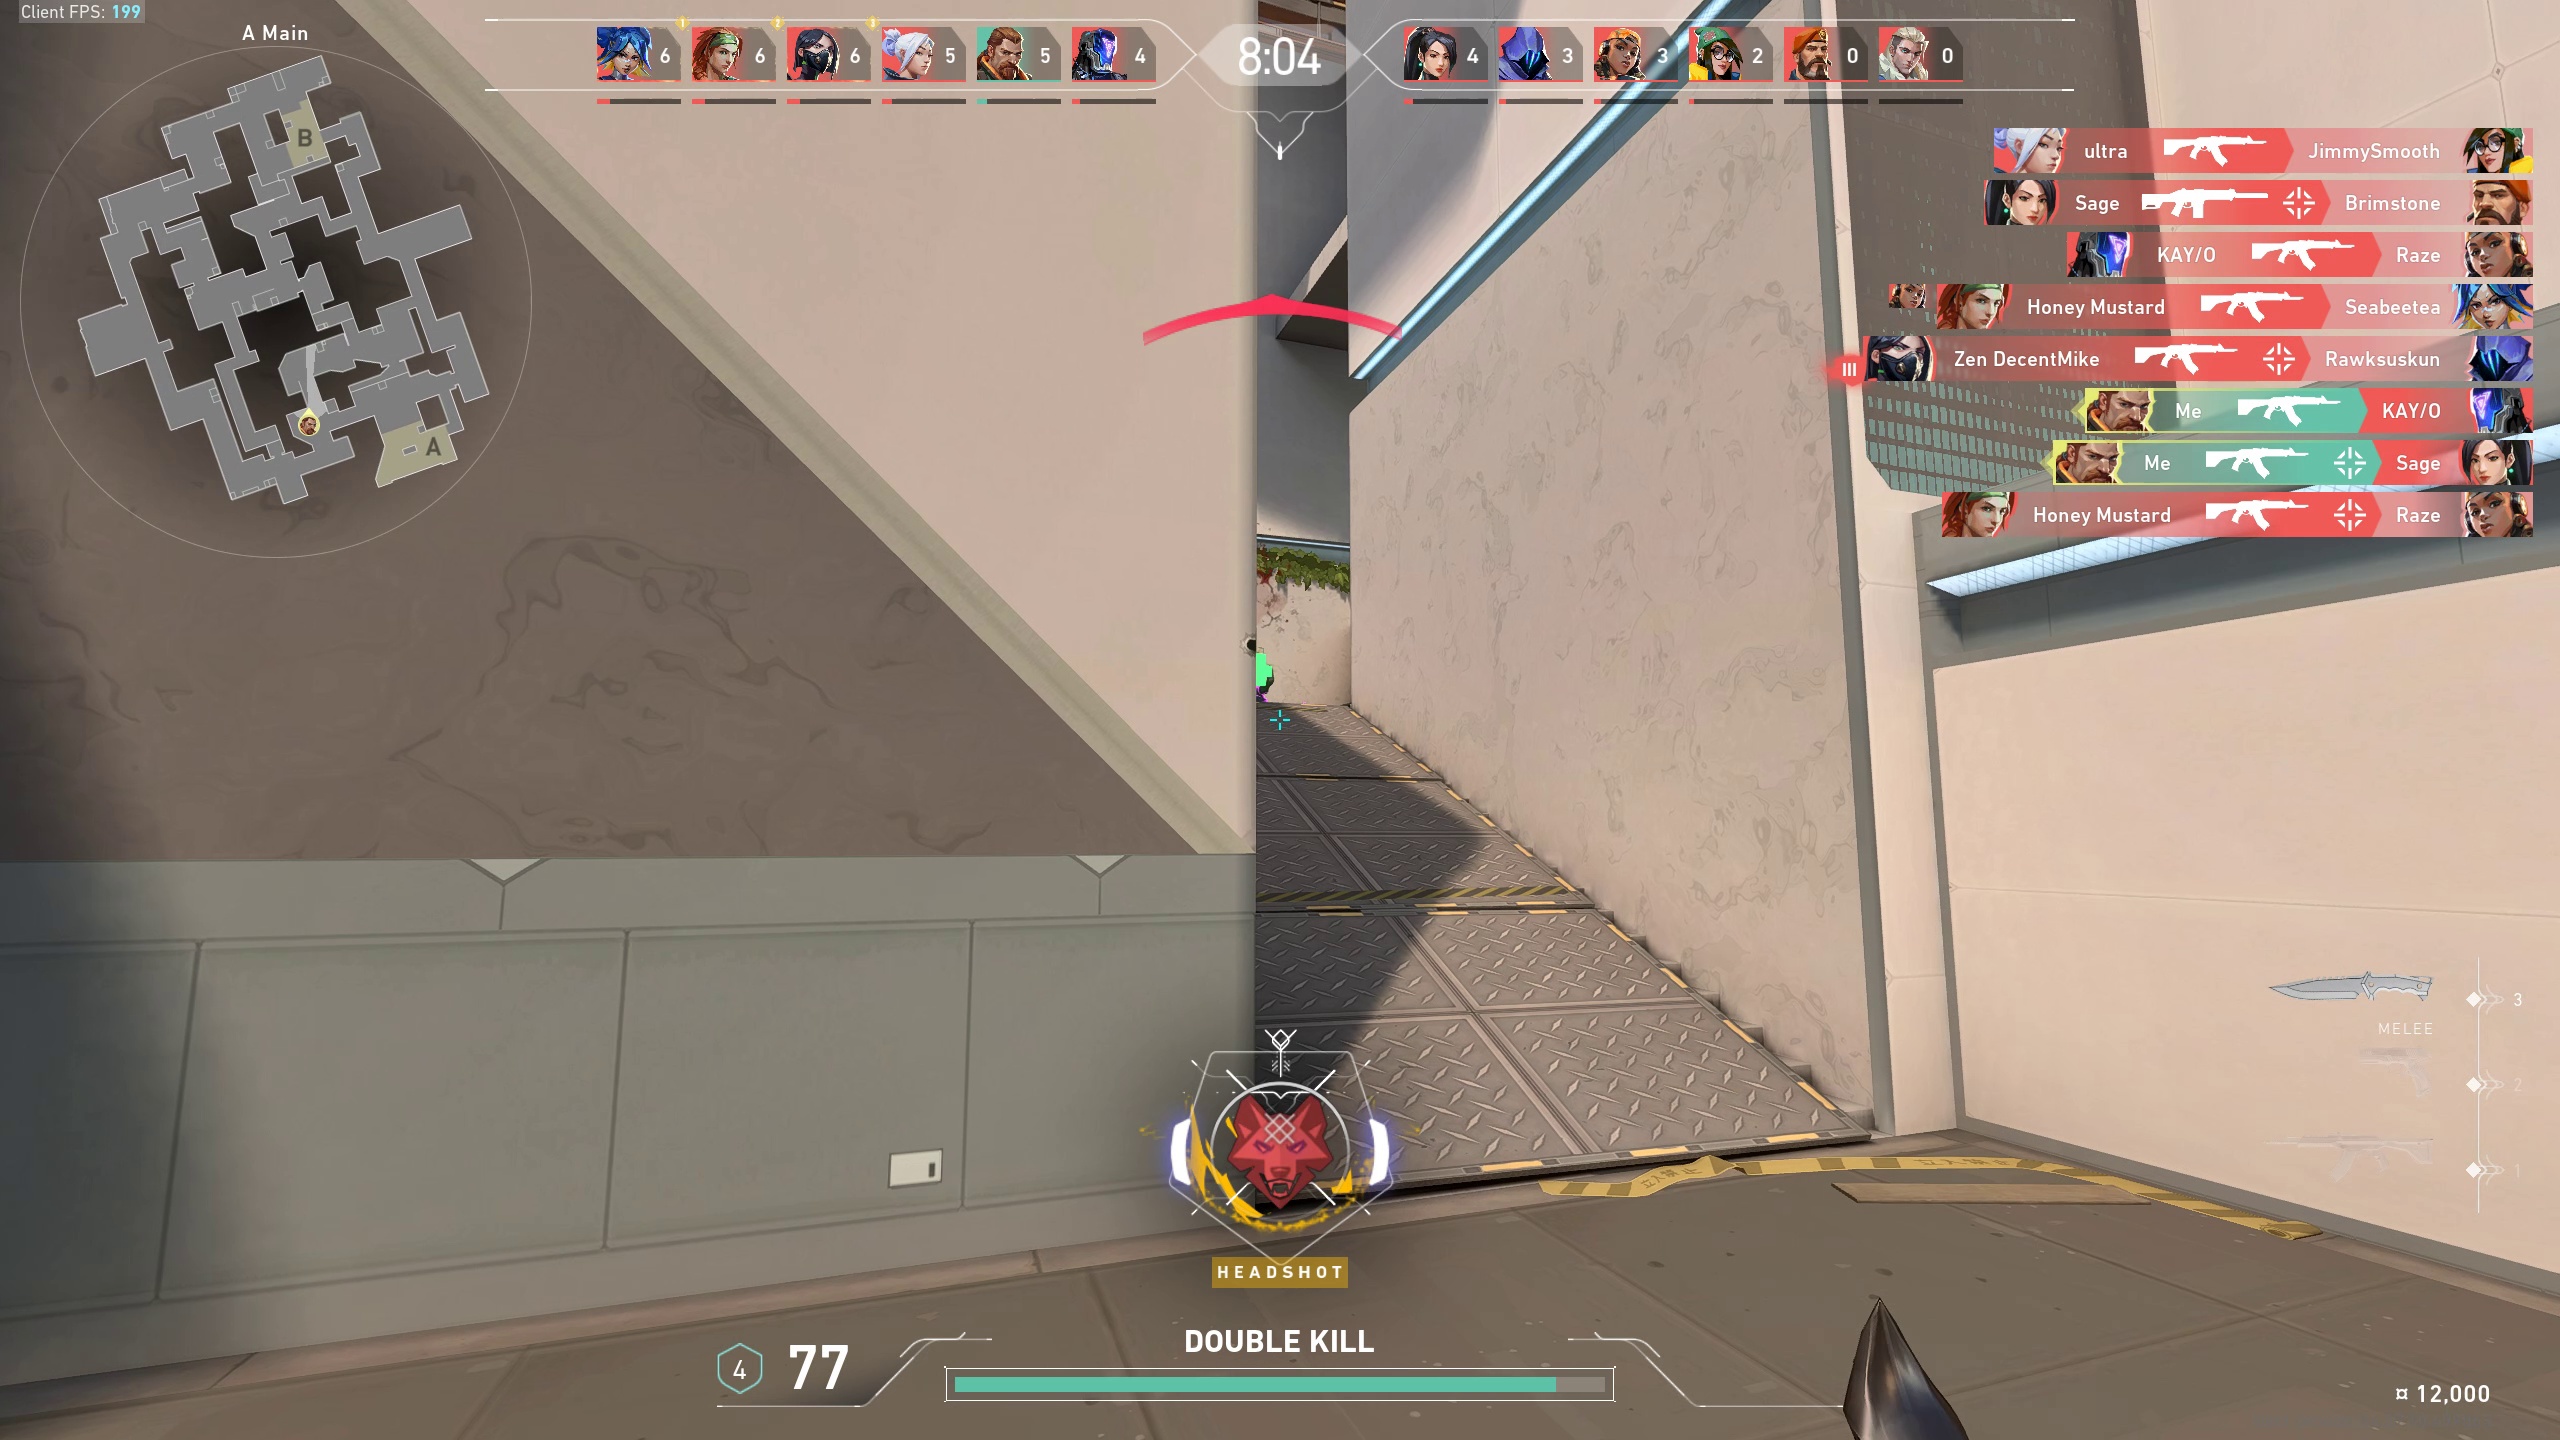 Client FPS: 199
A Main
B
A
6 6 6 5 5 4
8:04
4 3 3 2 0 0
ultra JimmySmooth
Sage Brimstone
KAY/O Raze
Honey Mustard Seabeetea
III Zen DecentMike Rawksuskun
Me KAY/O
Me Sage
Honey Mustard Raze
3
MELEE
2
1
HEADSHOT
DOUBLE KILL
4 77
¤ 12,000